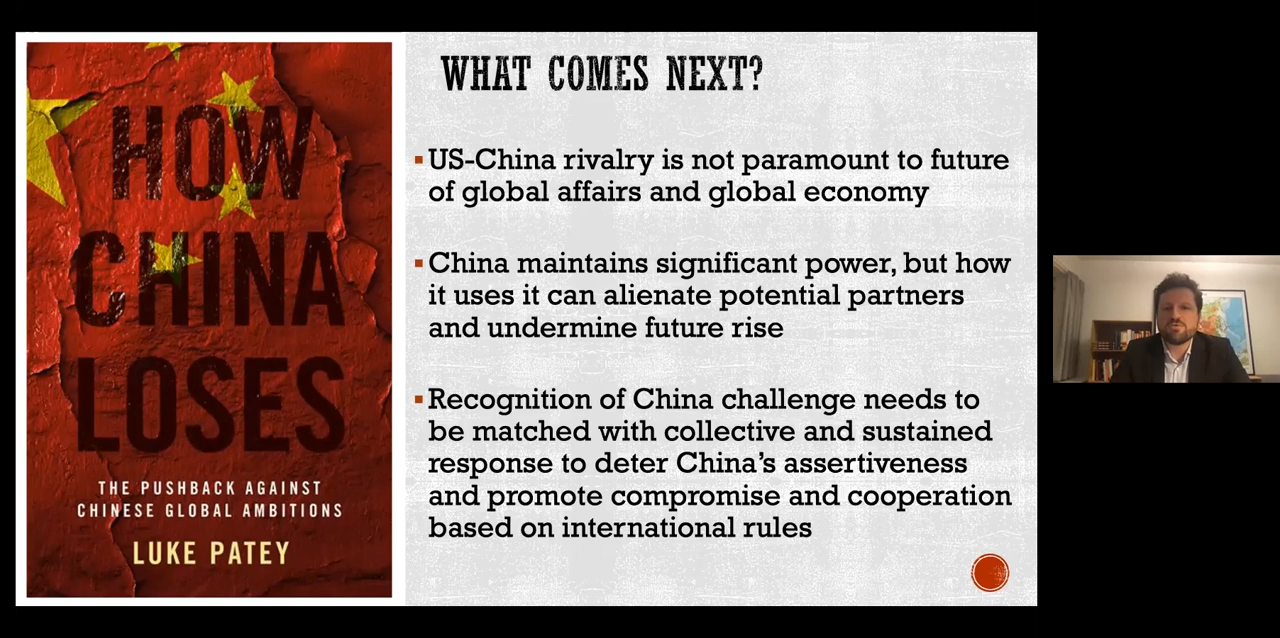 HOW
CHINA
LOSES
THE PUSHBACK AGAINST
CHINESE GLOBAL AMBITIONS
LUKE PATEY
WHAT COMES NEXT?
▪US-China rivalry is not paramount to future
of global affairs and global economy
▪China maintains significant power, but how
it uses it can alienate potential partners
and undermine future rise
▪Recognition of China challenge needs to
be matched with collective and sustained
response to deter China’s assertiveness
and promote compromise and cooperation
based on international rules